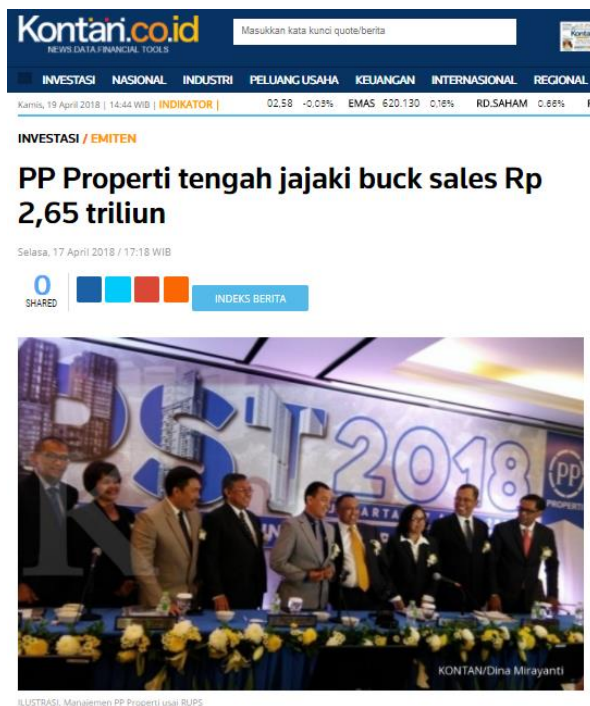 Kontan.co.id
NEWS.DATA.FINANCIAL TOOLS
Masukkan kata kunci quote/berita
INVESTASI NASIONAL INDUSTRI PELUANG USAHA KEUANGAN INTERNASIONAL REGIONAL
Kamis, 19 April 2018 | 14:44 WIB | INDIKATOR | 02,58 -0,03% EMAS 620.130 0,16% RD.SAHAM 0.66%
INVESTASI / EMITEN
PP Properti tengah jajaki buck sales Rp
2,65 triliun
Selasa, 17 April 2018 / 17:18 WIB
0
SHARED
INDEKS BERITA
PST 2018
PP
PROPERTI
KONTAN/Dina Mirayanti
ILUSTRASI. Manajemen PP Properti usai RUPS